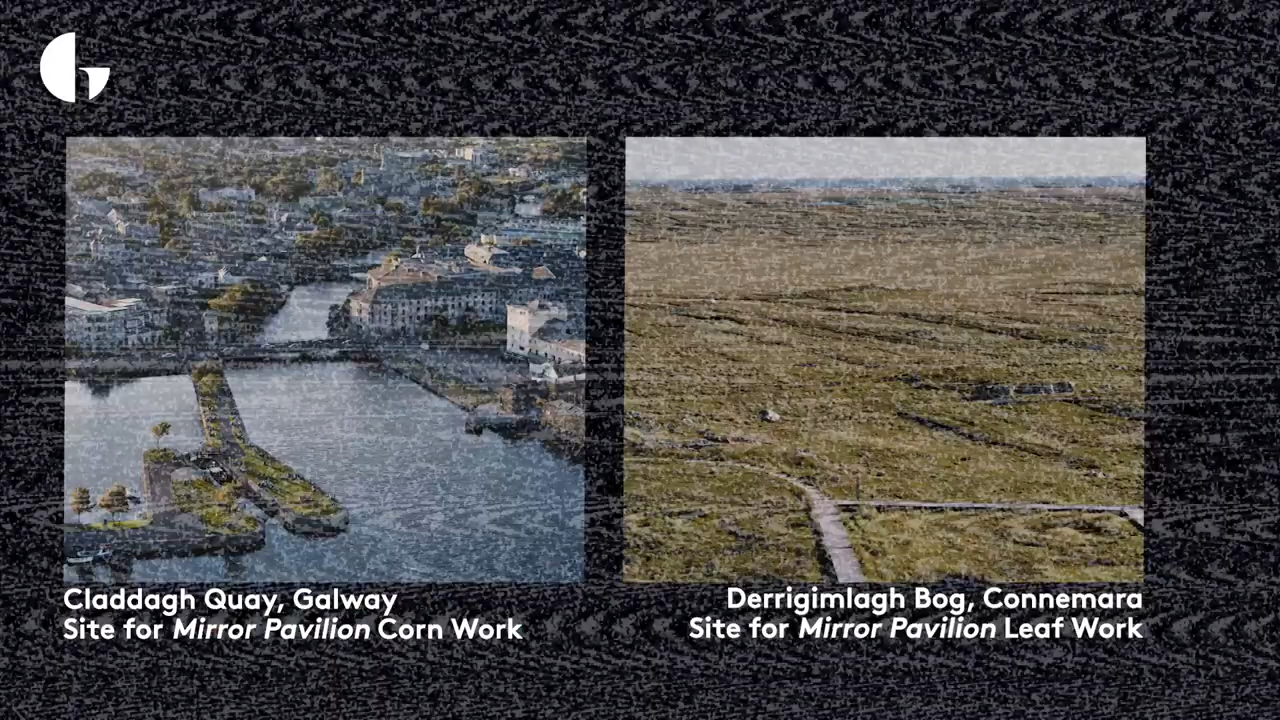 Claddagh Quay, Galway
Site for Mirror Pavilion Corn Work
Derrigimlagh Bog, Connemara
Site for Mirror Pavilion Leaf Work